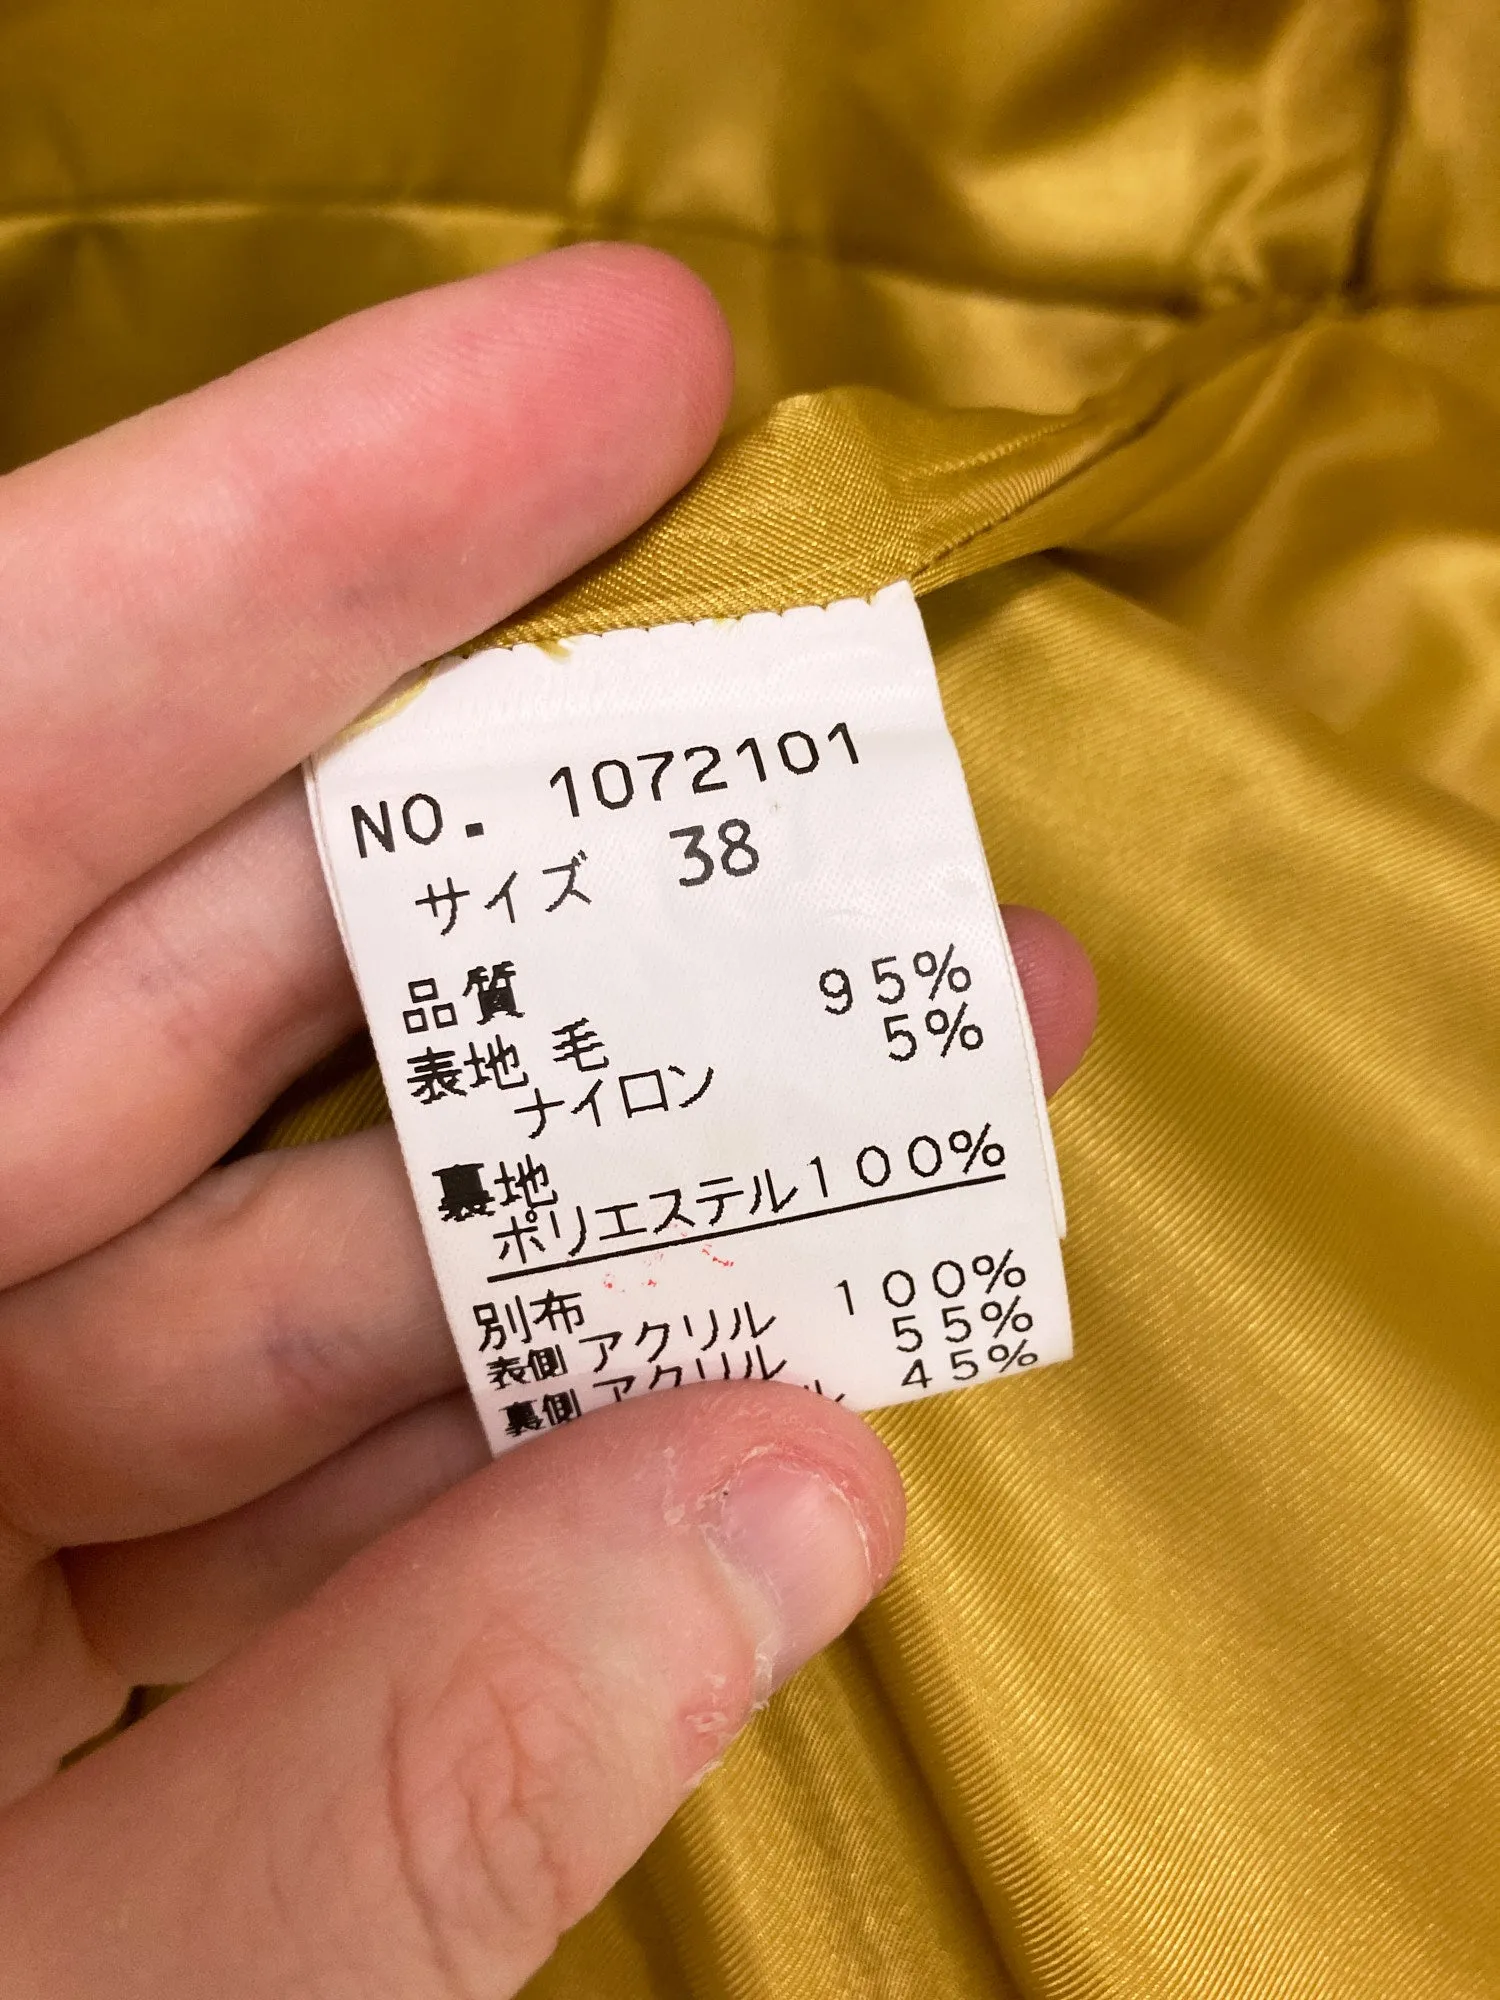 NO. 1072101
サイズ 38
品質
表地 毛 95%
ナイロン 5%
裏地
ポリエステル100%
別布
表側 アクリル 100%
裏側 アクリル 55%
ル 45%